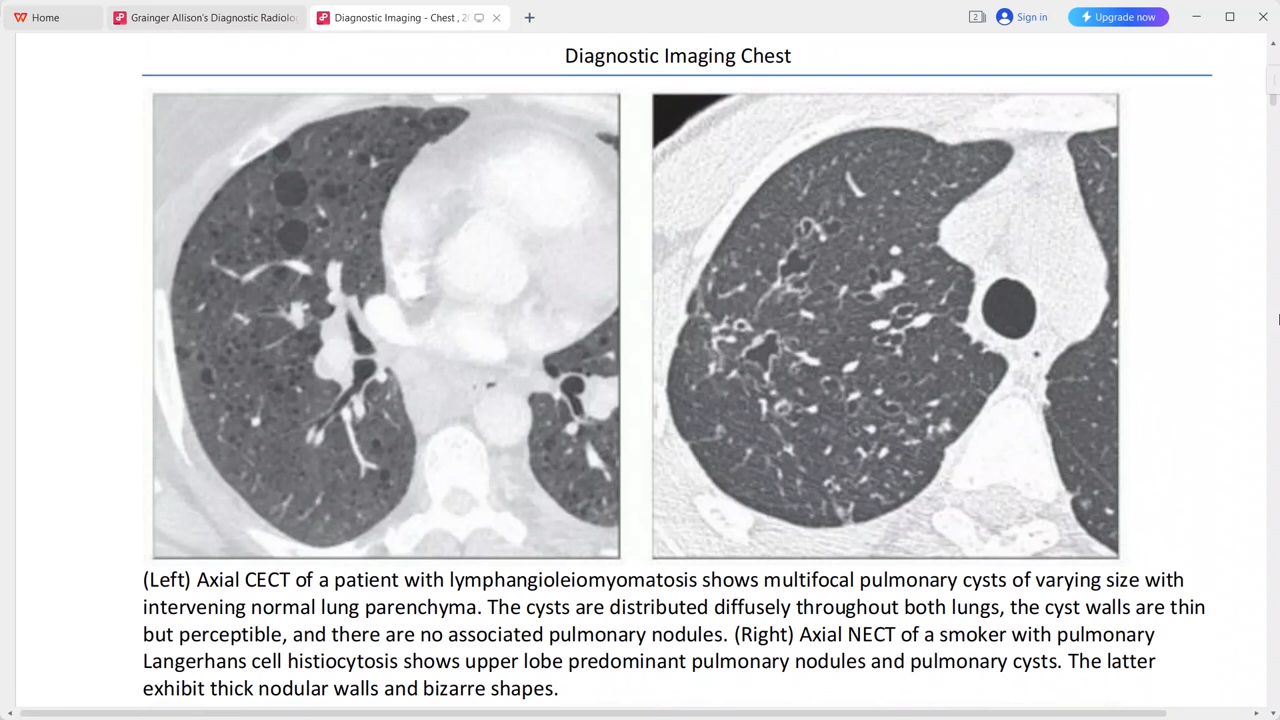 Home
Grainger Allison's Diagnostic Radiolo
Diagnostic Imaging - Chest , 2
2
Sign in
Upgrade now
Diagnostic Imaging Chest
(Left) Axial CECT of a patient with lymphangioleiomyomatosis shows multifocal pulmonary cysts of varying size with
intervening normal lung parenchyma. The cysts are distributed diffusely throughout both lungs, the cyst walls are thin
but perceptible, and there are no associated pulmonary nodules. (Right) Axial NECT of a smoker with pulmonary
Langerhans cell histiocytosis shows upper lobe predominant pulmonary nodules and pulmonary cysts. The latter
exhibit thick nodular walls and bizarre shapes.